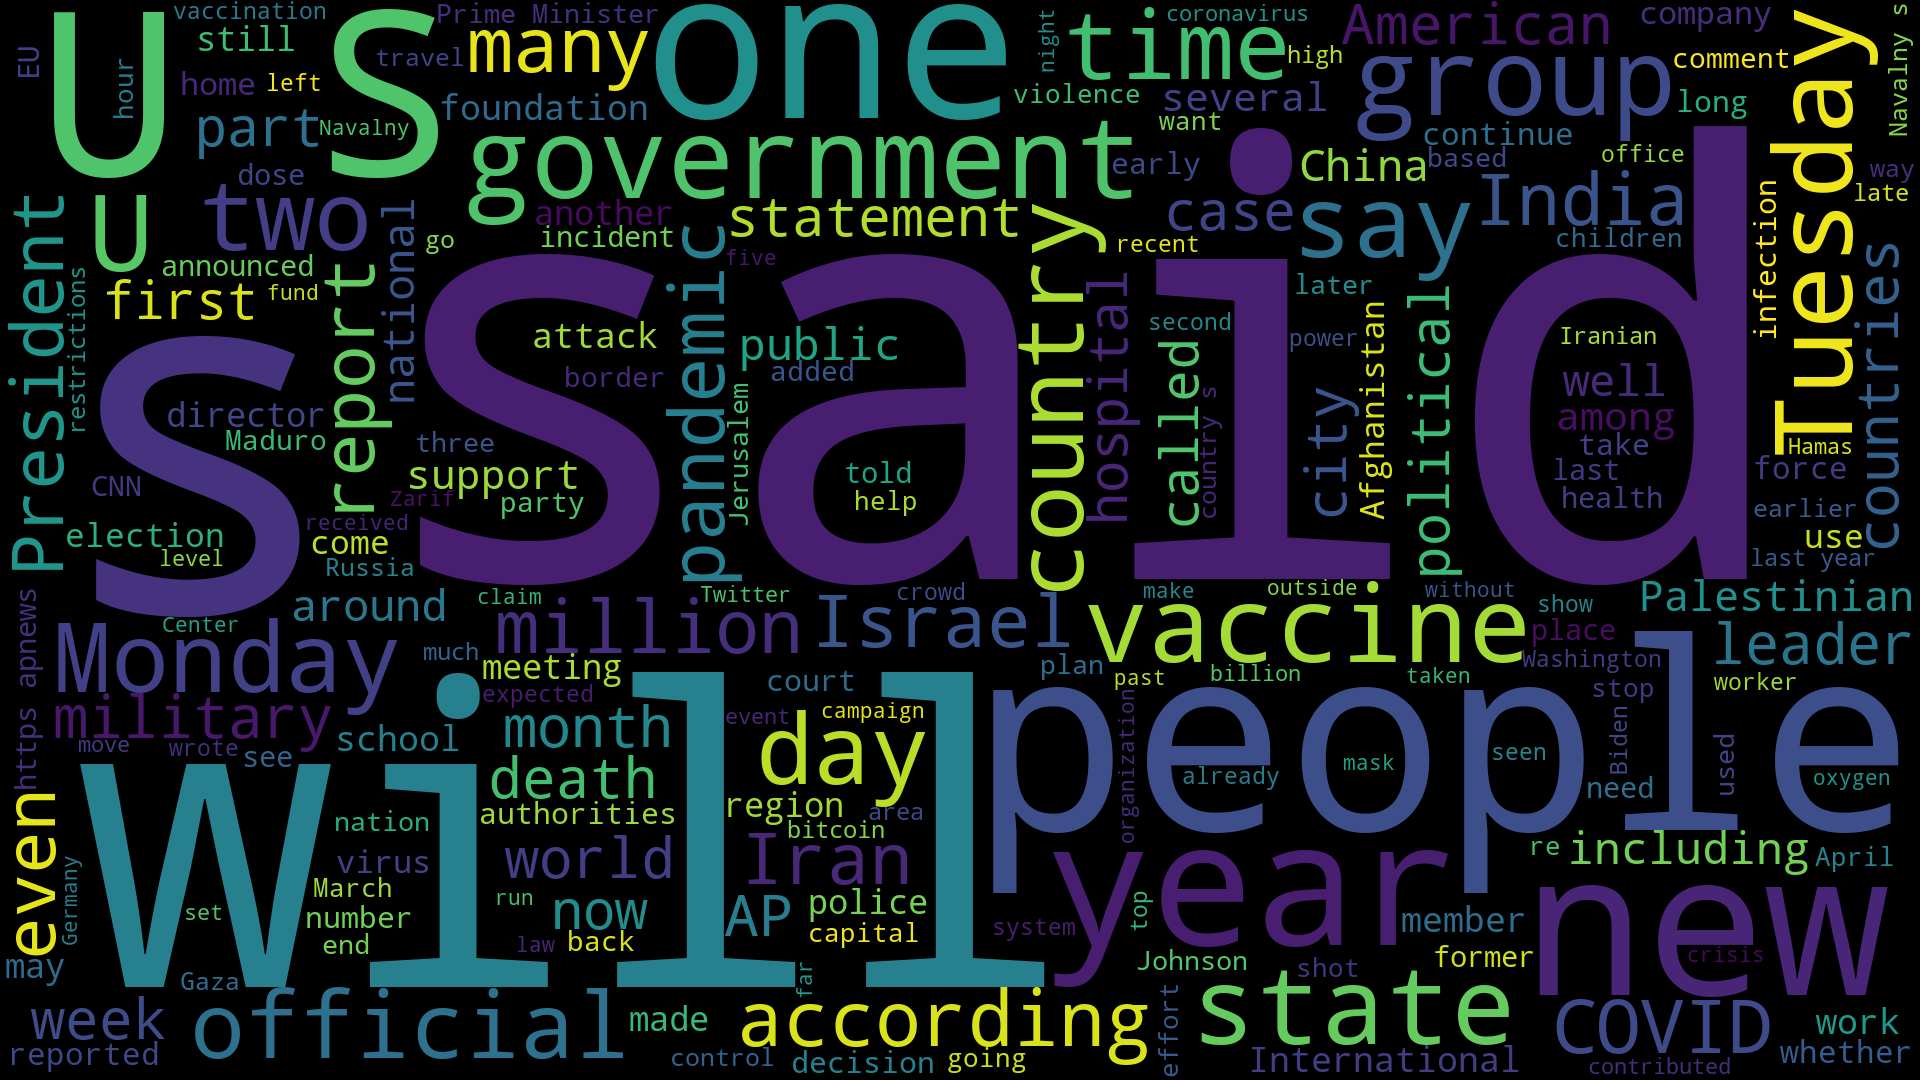 vaccination
Prime Minister
coronavirus
company
EU
still
travel
many
one
night
time
high
American
comment
Navalny s
hour
U S
home
left
foundation
violence
several
group
long
Tuesday
part
Navalny
government
want
continue
office
dose
early
China
based
way
U
two
national
another
statement
case
say
India
late
President
go
incident
pandemic
country
recent
children
infection
countries
announced
five
restrictions
first
fund
report
hospital
later
political
s
attack
public
said
second
power
Afghanistan
Iranian
border
added
called
country s
city
well
director
among
Maduro
three
Jerusalem
take
Hamas
CNN
support
told
last
force
Zarif
party
help
health
election
received
earlier
level
come
use
Russia
last year
https apnews
around
claim
Twitter
crowd
make
outside
without
show
Palestinian
Center
million
Israel
vaccine
place
Monday
much
meeting
plan
past
billion
taken
Washington
leader
military
expected
court
people
stop
worker
move
wrote
see
school
month
event
campaign
organization
Biden
used
day
already
mask
seen
need
oxygen
even
will
death
authorities
region
area
nation
bitcoin
year
re
including
April
Germany
virus
world
Iran
new
March
run
set
number
now
AP
police
system
top
member
end
law
back
capital
former
crisis
may
Gaza
far
Johnson
shot
week
official
made
according
effort
state
COVID
work
reported
control
decision
going
International
contributed
whether